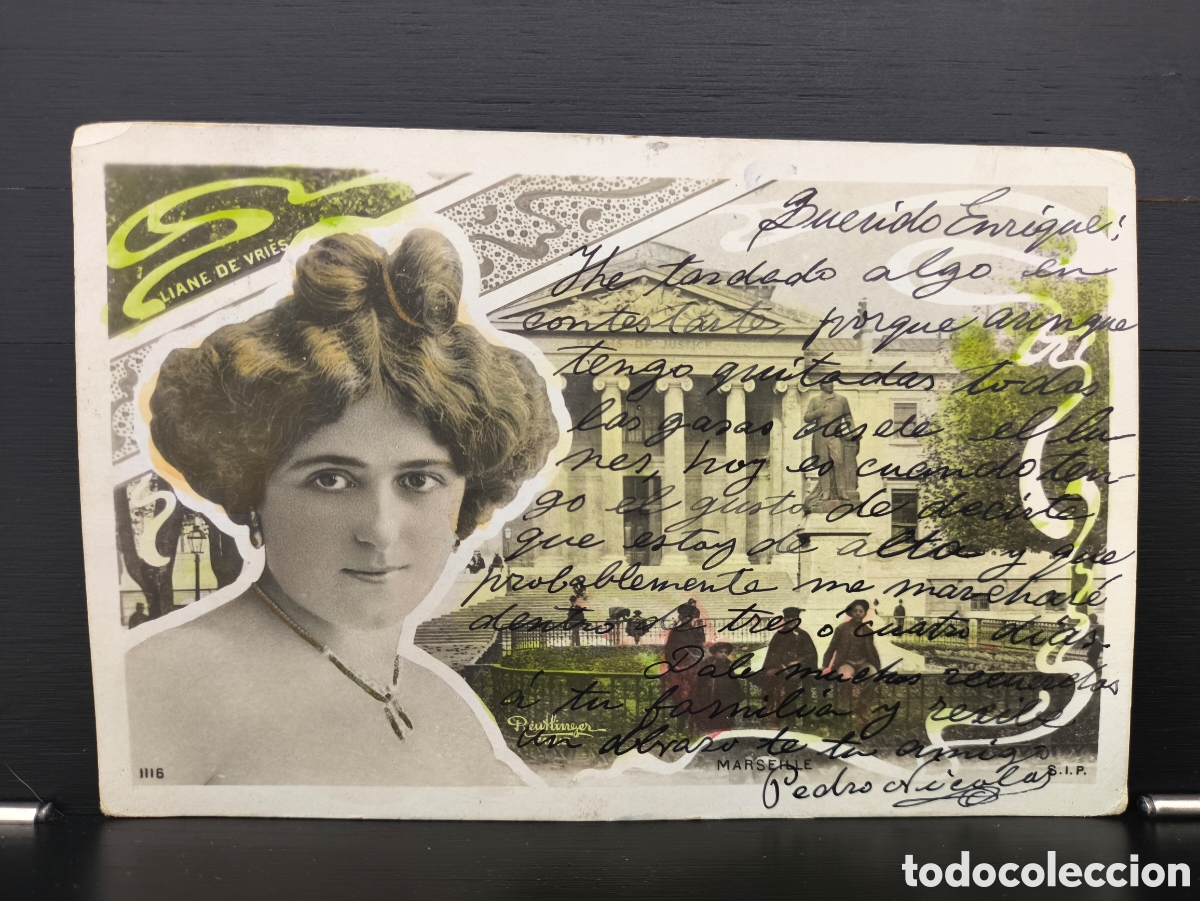 LIANE DE VRIÈS
Querido Enrique:
He tardado algo en
contestarte porque aunque
DE JUSTICE
tengo quitadas todas
las gasas desde el lu
nes, hoy es cuando ten-
go el gusto de decirte
que estoy de alta y que
probablemente me marcharé
dentro de tres ó cuatro días.
Dale muchos recuerdos
á tu familia y recibe
un abrazo de tu amigo
Pedro Nicolas
Reutlinger
MARSEILLE
1116
S.I.P.
todocoleccion